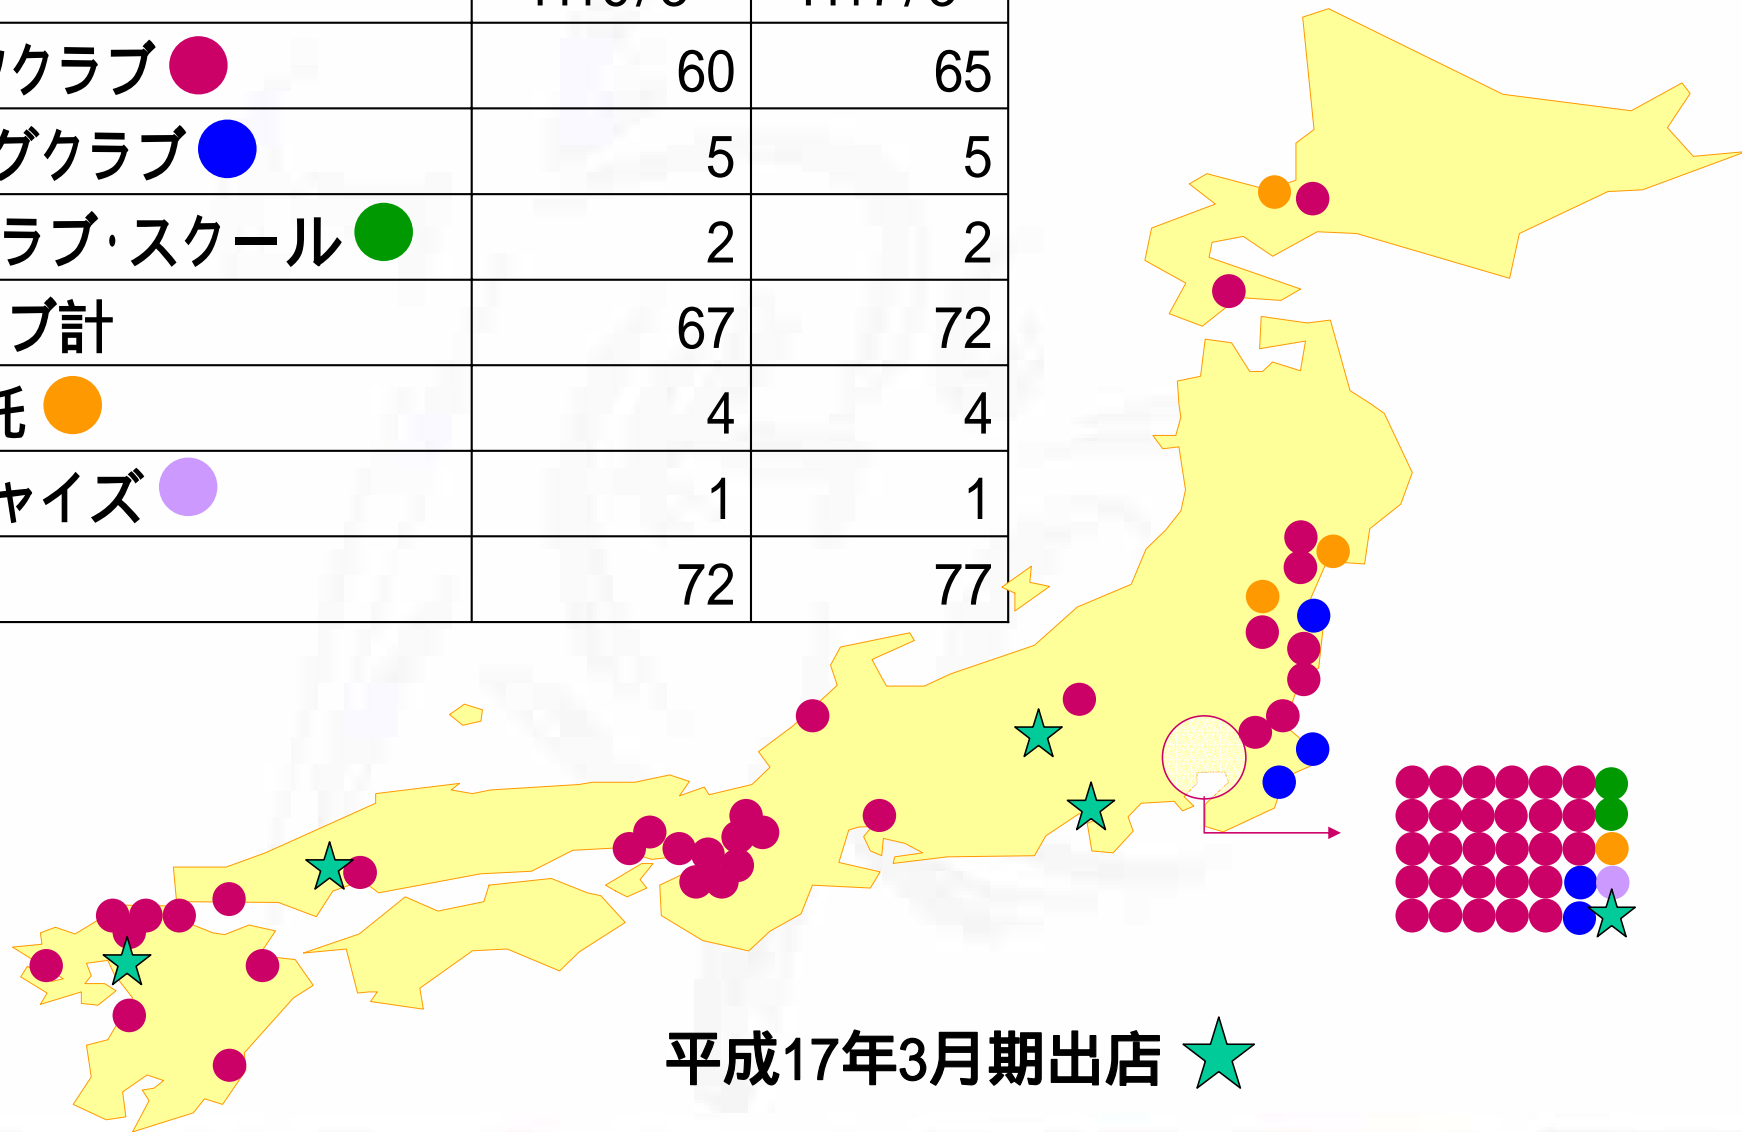 クラブ 60 65
グクラブ 5 5
ラブ・スクール 2 2
ブ計 67 72
託 4 4
ャイズ 1 1
72 77
平成17年3月期出店